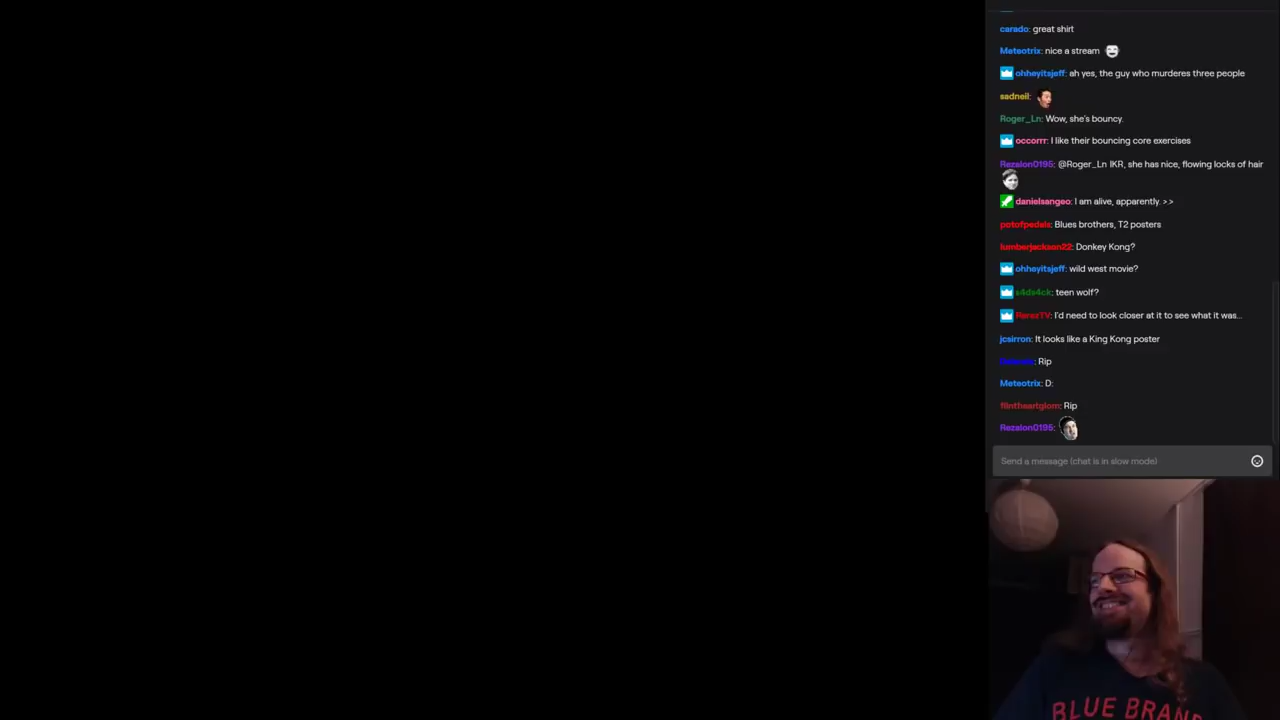 carado: great shirt
Meteotrix: nice a stream
ohheyitsjeff: ah yes, the guy who murderes three people
sadneil:
Roger_Ln: Wow, she's bouncy.
occorrr: I like their bouncing core exercises
Rezalon0195: @Roger_Ln IKR, she has nice, flowing locks of hair
danielsangeo: I am alive, apparently. >.>
potofpedals: Blues brothers, T2 posters
lumberjackson22: Donkey Kong?
ohheyitsjeff: wild west movie?
s4ds4ck: teen wolf?
RerezTV: I'd need to look closer at it to see what it was...
jcsirron: It looks like a King Kong poster
: Rip
Meteotrix: D:
flintheartglom: Rip
Rezalon0195:
Send a message (chat is in slow mode)
BLUE BRAND